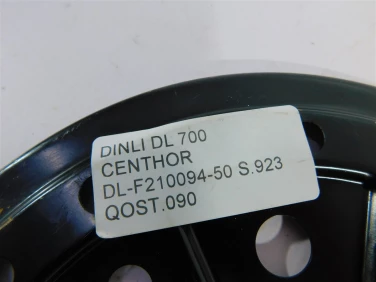 DINLI DL 700
CENTHOR
DL-F210094-50 S.923
QOST.090